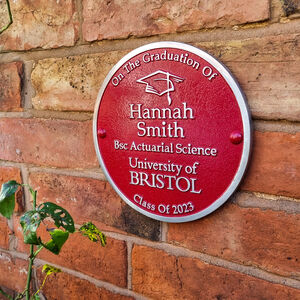 On The Graduation Of
Hannah
Smith
Bsc Actuarial Science
University of
BRISTOL
Class Of 2023